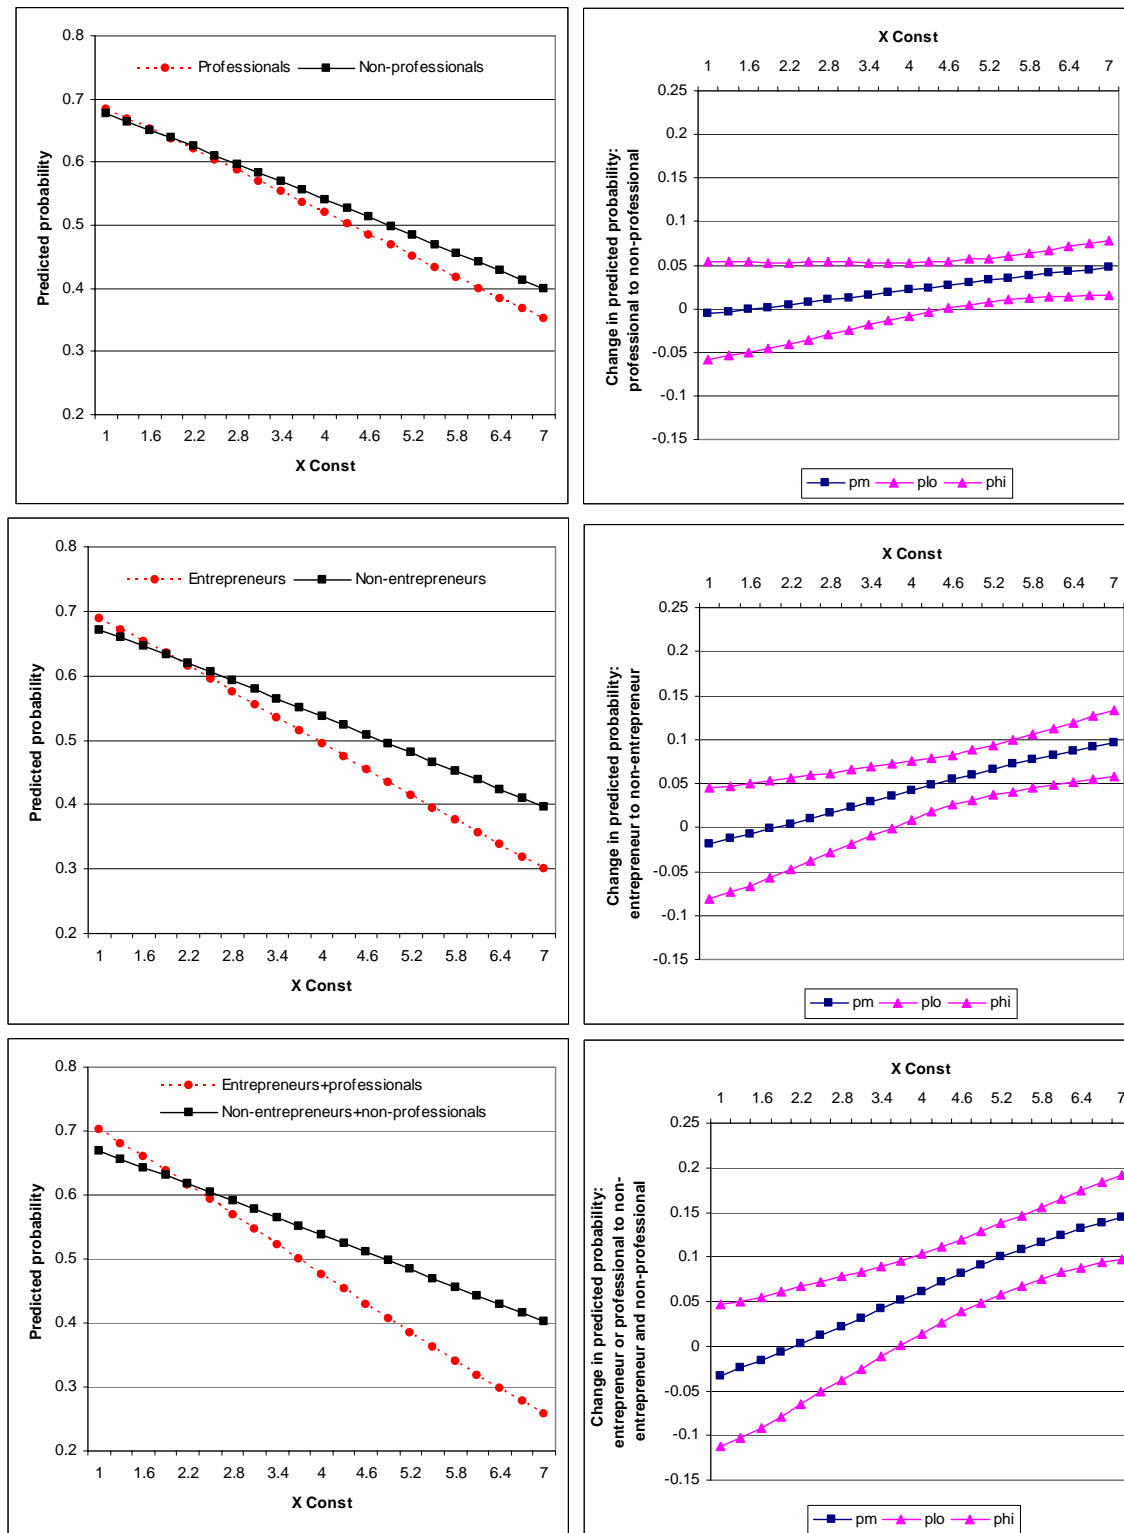 0.8
Professionals Non-professionals
0.7
0.6
0.5
0.4
0.3
0.2
Predicted probability
1 1.6 2.2 2.8 3.4 4 4.6 5.2 5.8 6.4 7
X Const
X Const
1 1.6 2.2 2.8 3.4 4 4.6 5.2 5.8 6.4 7
0.25
0.2
0.15
0.1
0.05
0
-0.05
-0.1
-0.15
Change in predicted probability:
professional to non-professional
pm plo phi
0.8
Entrepreneurs Non-entrepreneurs
0.7
0.6
0.5
0.4
0.3
0.2
Predicted probability
1 1.6 2.2 2.8 3.4 4 4.6 5.2 5.8 6.4 7
X Const
X Const
1 1.6 2.2 2.8 3.4 4 4.6 5.2 5.8 6.4 7
0.25
0.2
0.15
0.1
0.05
0
-0.05
-0.1
-0.15
Change in predicted probability:
entrepreneur to non-entrepreneur
pm plo phi
0.8
Entrepreneurs+professionals
Non-entrepreneurs+non-professionals
0.7
0.6
0.5
0.4
0.3
0.2
Predicted probability
1 1.6 2.2 2.8 3.4 4 4.6 5.2 5.8 6.4 7
X Const
X Const
1 1.6 2.2 2.8 3.4 4 4.6 5.2 5.8 6.4 7
0.25
0.2
0.15
0.1
0.05
0
-0.05
-0.1
-0.15
Change in predicted probability:
entrepreneur or professional to non-
entrepreneur and non-professional
pm plo phi